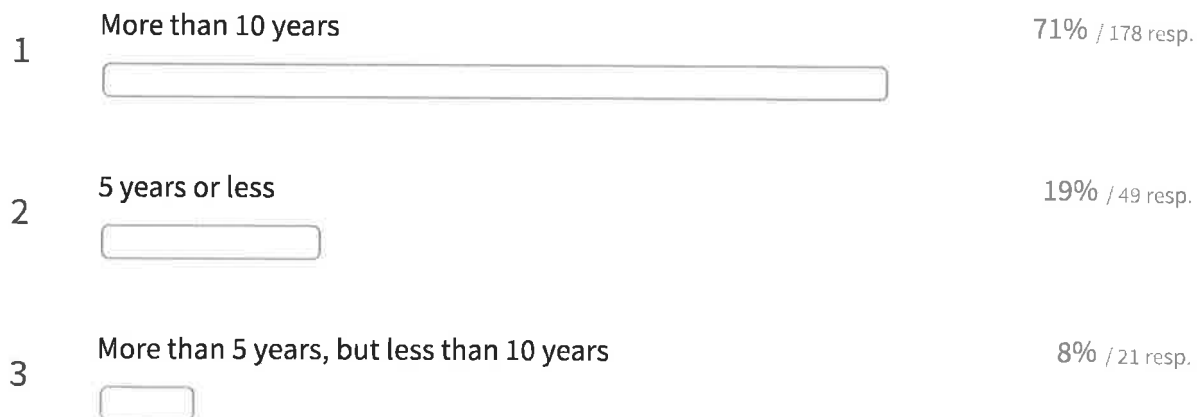 1 More than 10 years 71% / 178 resp.
2 5 years or less 19% / 49 resp.
3 More than 5 years, but less than 10 years 8% / 21 resp.